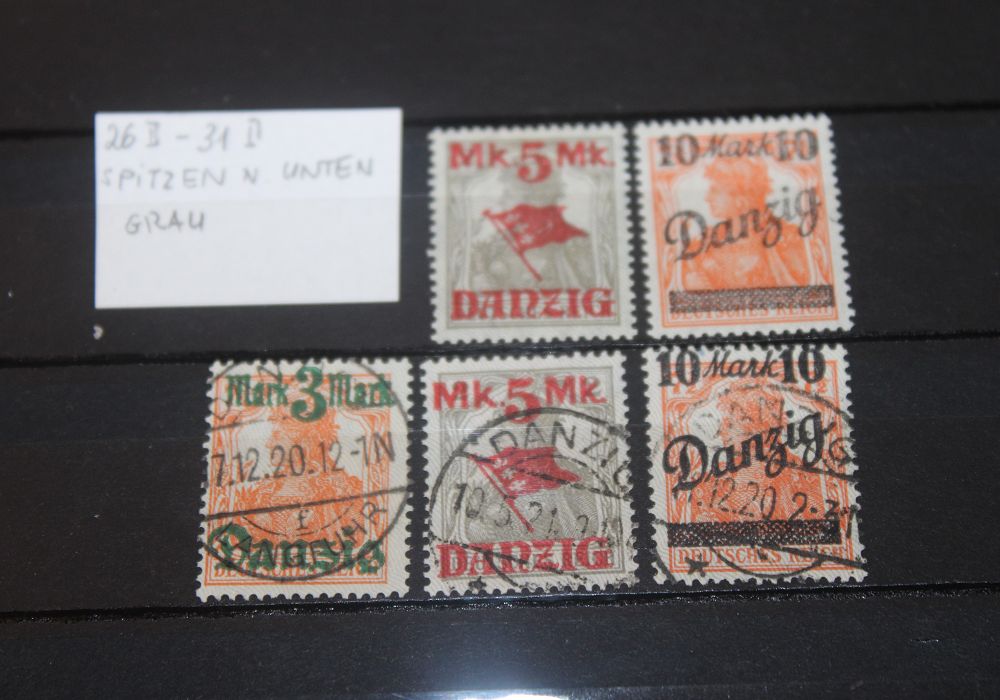 26 II - 31 II
SPITZEN N. UNTEN
GRAU
Mk. 5 Mk.
DANZIG
10 Mark 10
Danzig
DEUTSCHES REICH
Mark 3 Mark
7.12.20.12-1N
LANGFUHR
Mk. 5 Mk.
DANZIG
DANZIG
10 Mark 10
Danzig
.12.20
DEUTSCHES REICH